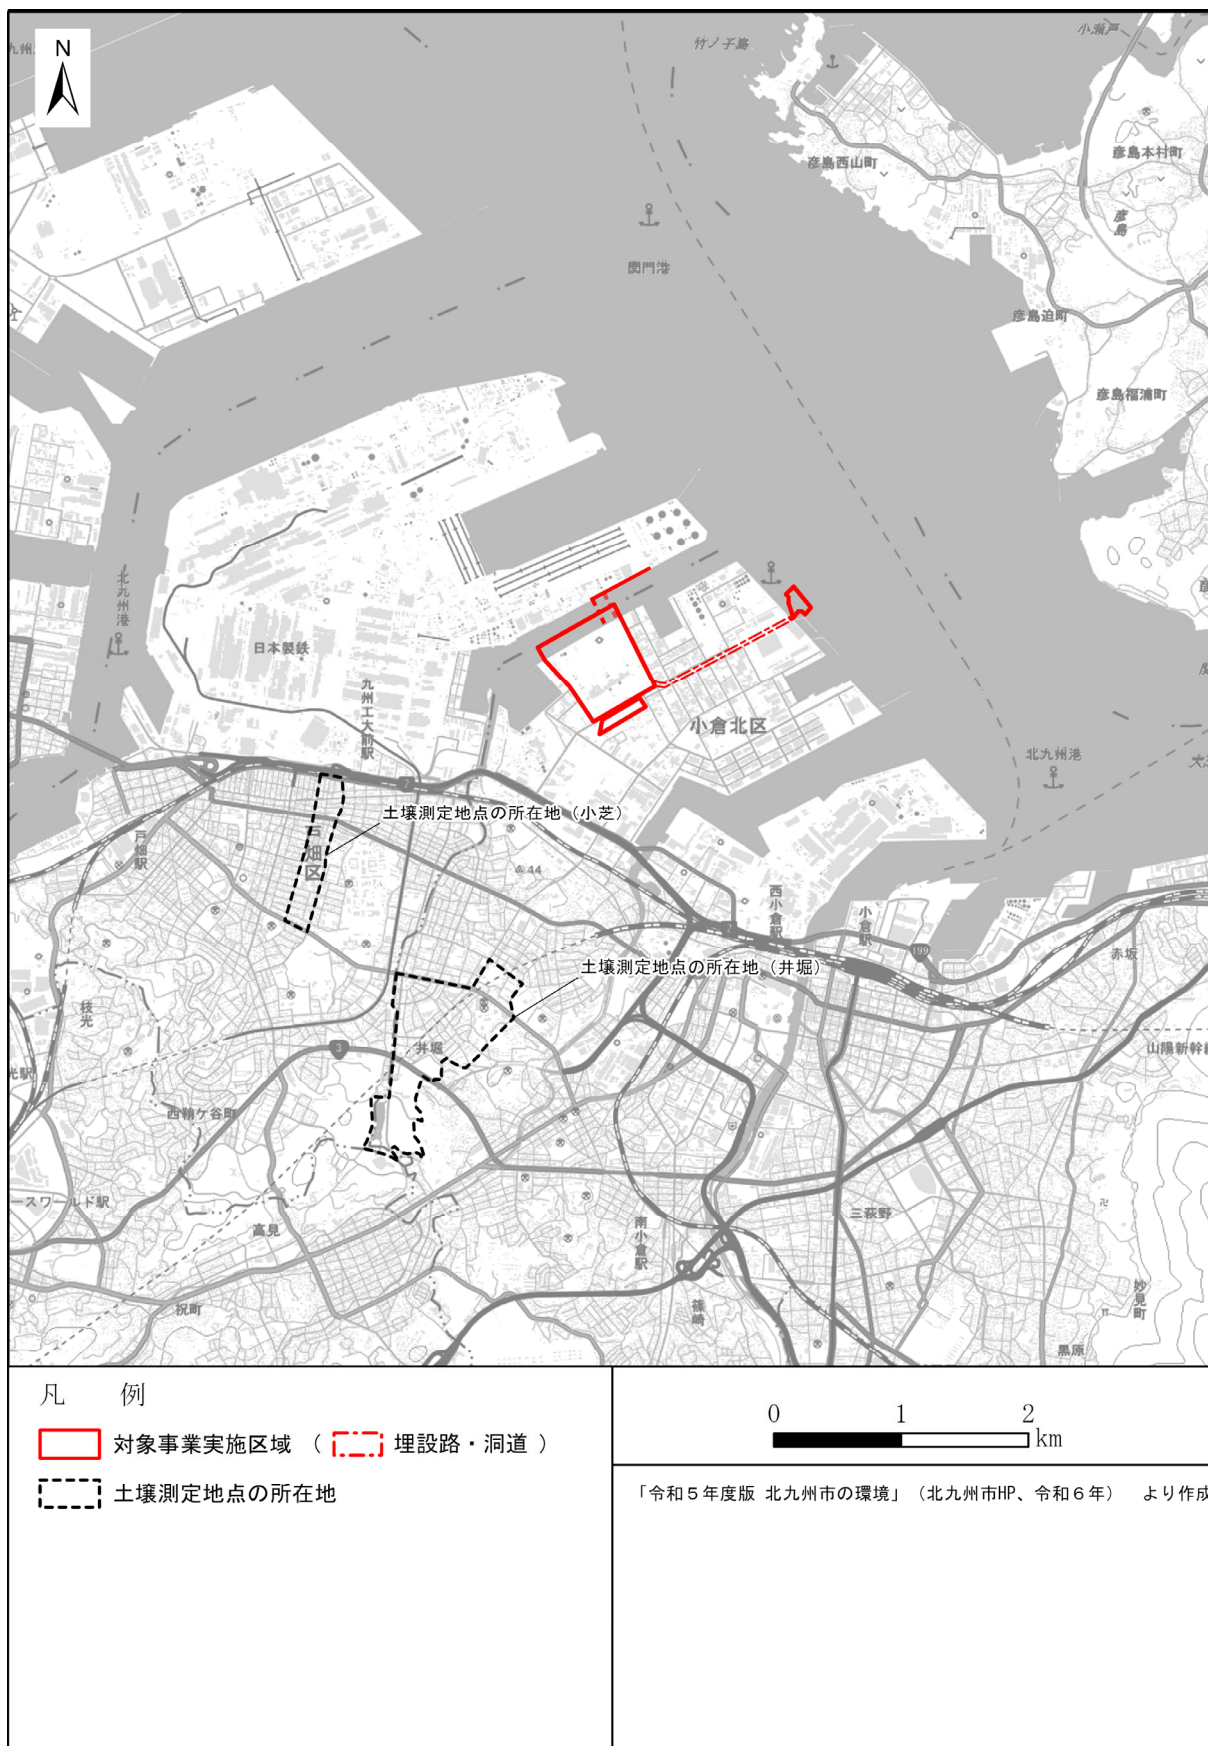 N
九州
竹ノ子島
小瀬戸
彦島西山町
彦島本村町
彦島
関門港
彦島迫町
彦島福浦町
北九州港
日本製鉄
九州工大前駅
小倉北区
北九州港
2
土壌測定地点の所在地（小芝）
戸畑駅
畑区
44
西小倉駅
小倉駅
199
赤坂
土壌測定地点の所在地（井堀）
枝光
3
井堀
山陽新幹線
光駅
西鞘ケ谷町
ースワールド駅
高見
三萩野
南小倉駅
祝町
篠崎
妙見町
黒原
凡 例
対象事業実施区域 （ 埋設路・洞道 ）
土壌測定地点の所在地
0 1 2
km
「令和５年度版 北九州市の環境」（北九州市HP、令和６年） より作成